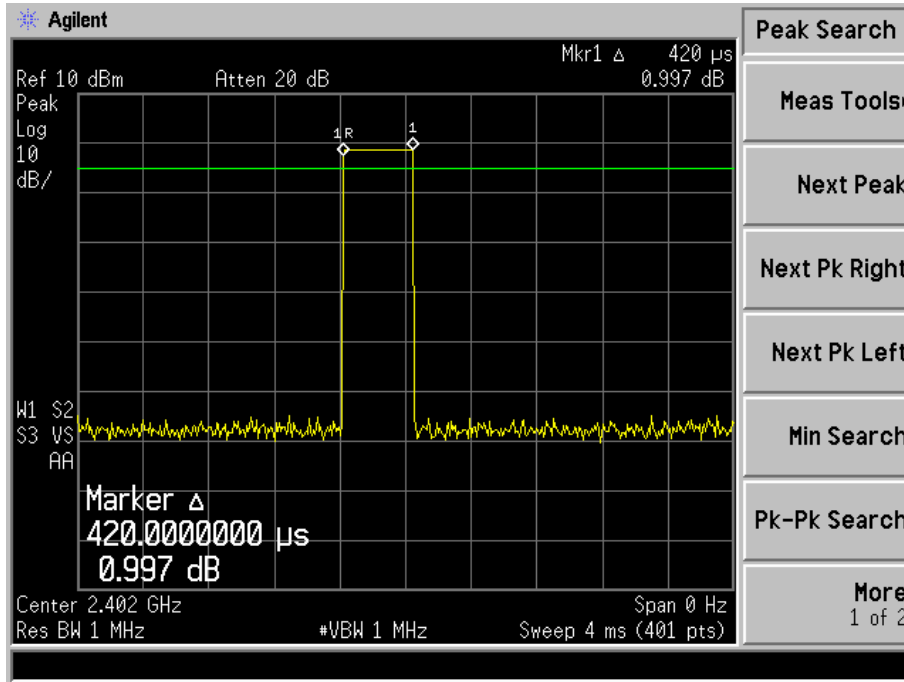 Agilent
Peak Search
Mkr1 Δ 420 µs
Ref 10 dBm Atten 20 dB 0.997 dB
Peak
Log
10
dB/
1R
1
W1 S2
S3 VS
AA
Marker Δ
420.0000000 µs
0.997 dB
Center 2.402 GHz Span 0 Hz
Res BW 1 MHz #VBW 1 MHz Sweep 4 ms (401 pts)
Meas Tools
Next Peak
Next Pk Right
Next Pk Left
Min Search
Pk-Pk Search
More
1 of 2